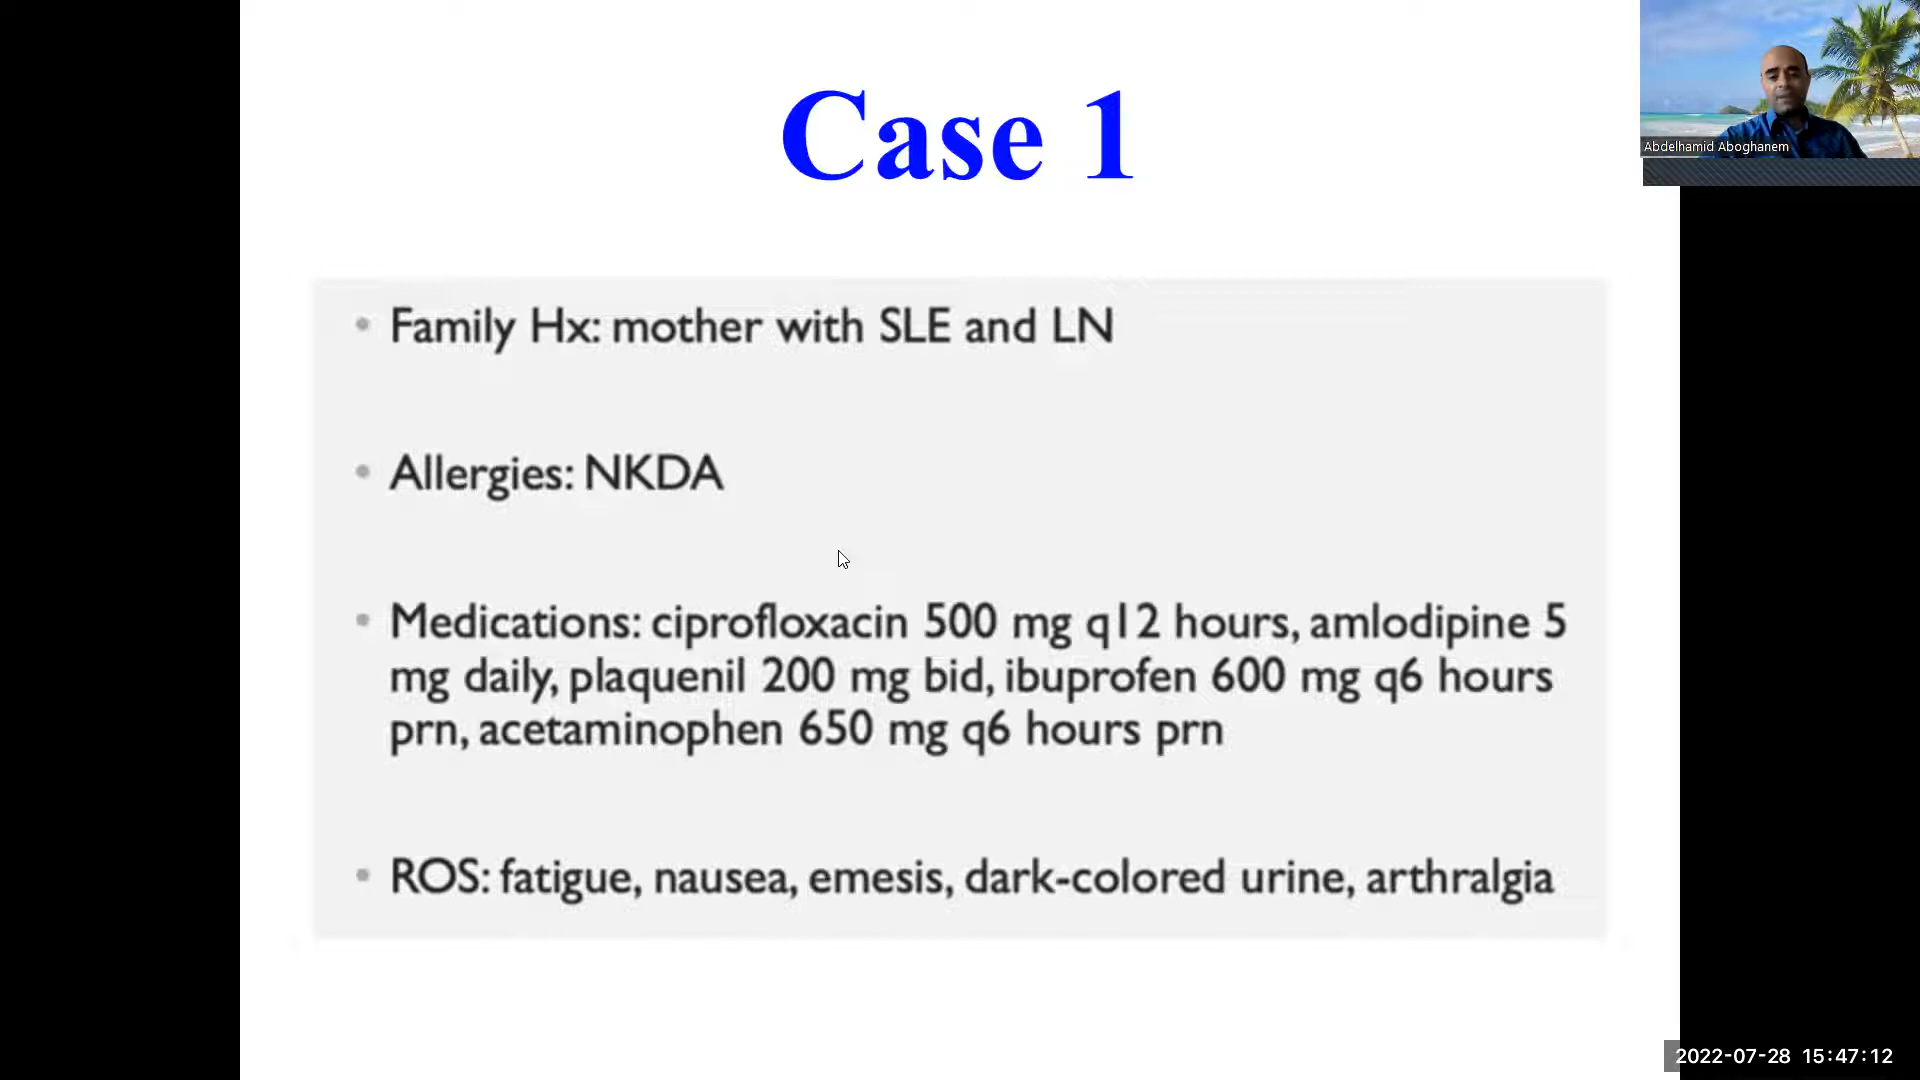 Case 1
Abdelhamid Aboghanem
• Family Hx: mother with SLE and LN
• Allergies: NKDA
• Medications: ciprofloxacin 500 mg q12 hours, amlodipine 5
mg daily, plaquenil 200 mg bid, ibuprofen 600 mg q6 hours
prn, acetaminophen 650 mg q6 hours prn
• ROS: fatigue, nausea, emesis, dark-colored urine, arthralgia
2022-07-28 15:47:12